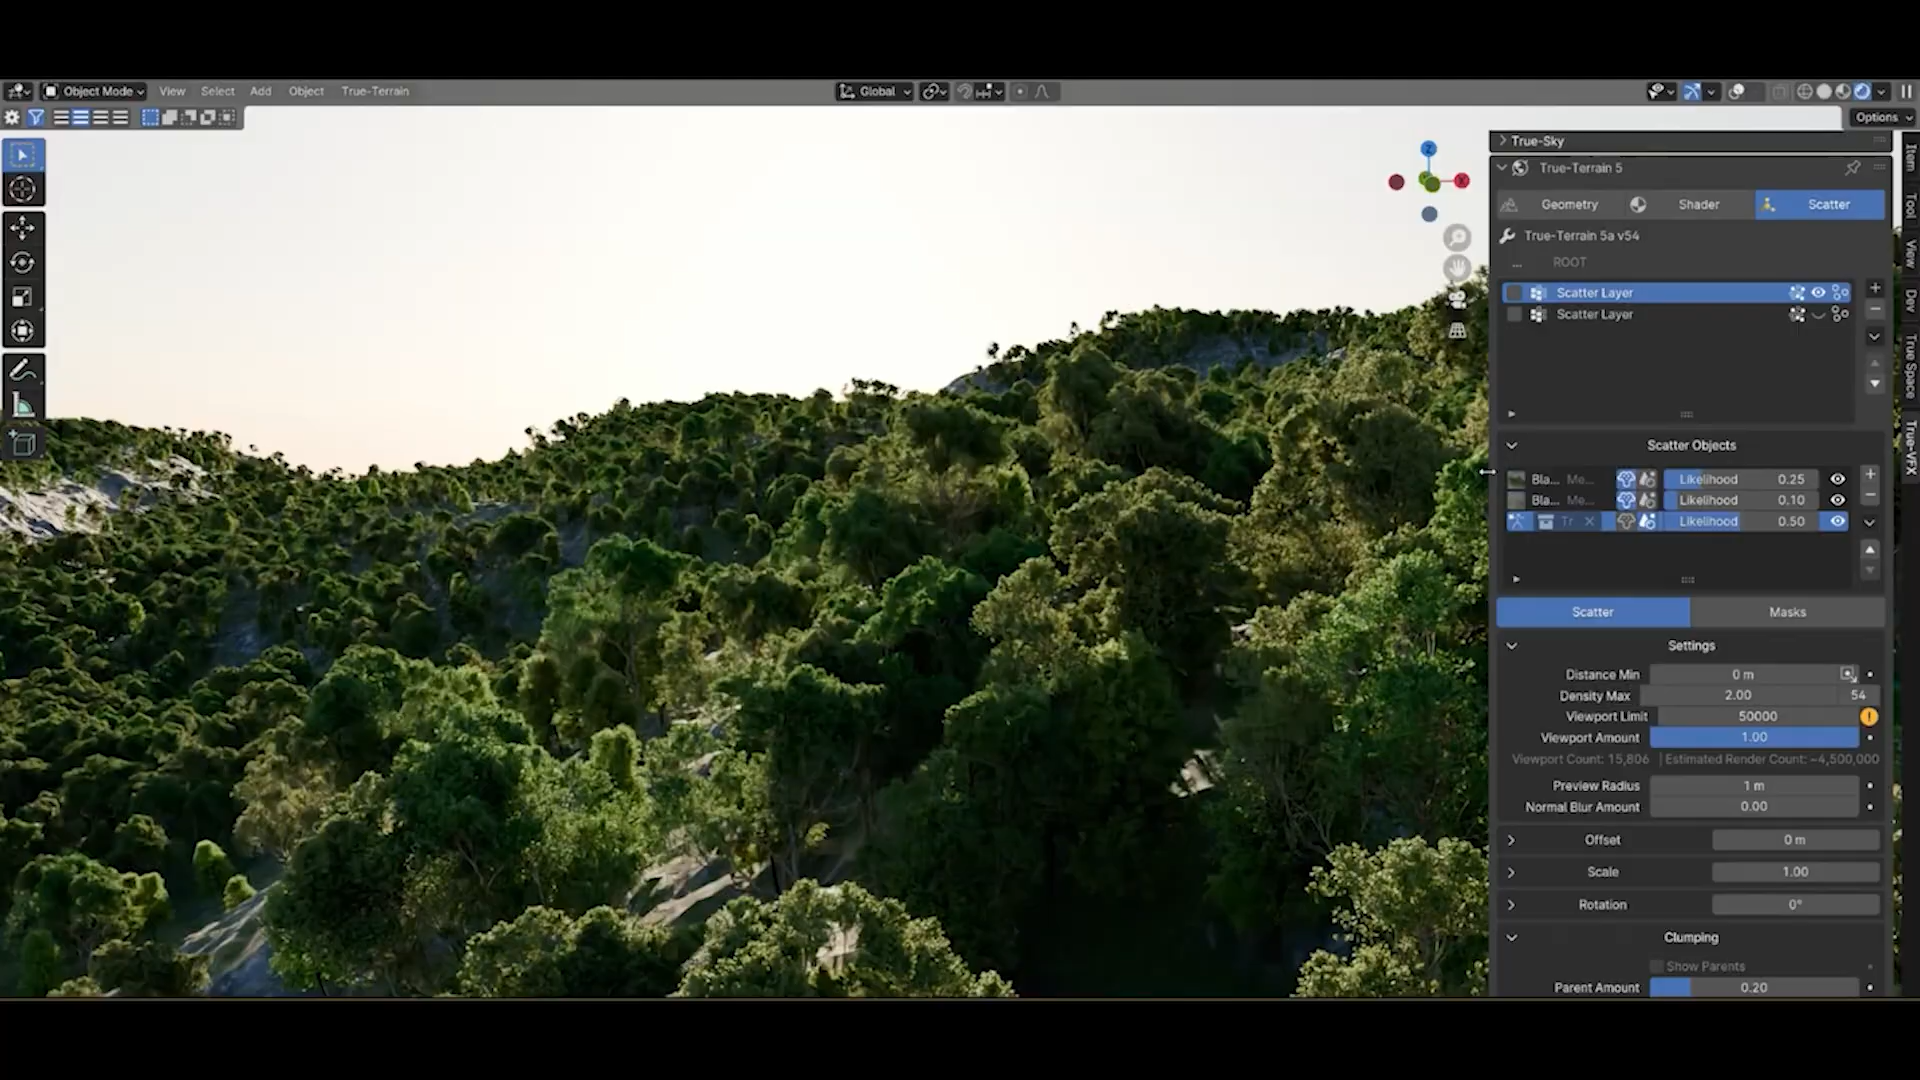 Object Mode View Select Add Object True-Terrain Global
Options
True-Sky
True-Terrain 5
Geometry Shader Scatter
True-Terrain 5a v54
... ROOT
Scatter Layer
Scatter Layer
Scatter Objects
Bla... Me... Likelihood 0.25
Bla... Me... Likelihood 0.10
Tr Likelihood 0.50
Scatter Masks
Settings
Distance Min 0 m
Density Max 2.00 54
Viewport Limit 50000
Viewport Amount 1.00
Viewport Count: 15,806 | Estimated Render Count: ~4,500,000
Preview Radius 1 m
Normal Blur Amount 0.00
Offset 0 m
Scale 1.00
Rotation 0°
Clumping
Show Parents
Parent Amount 0.20
Item
Tool
View
Dev
True Space
True-VFX
Z
X